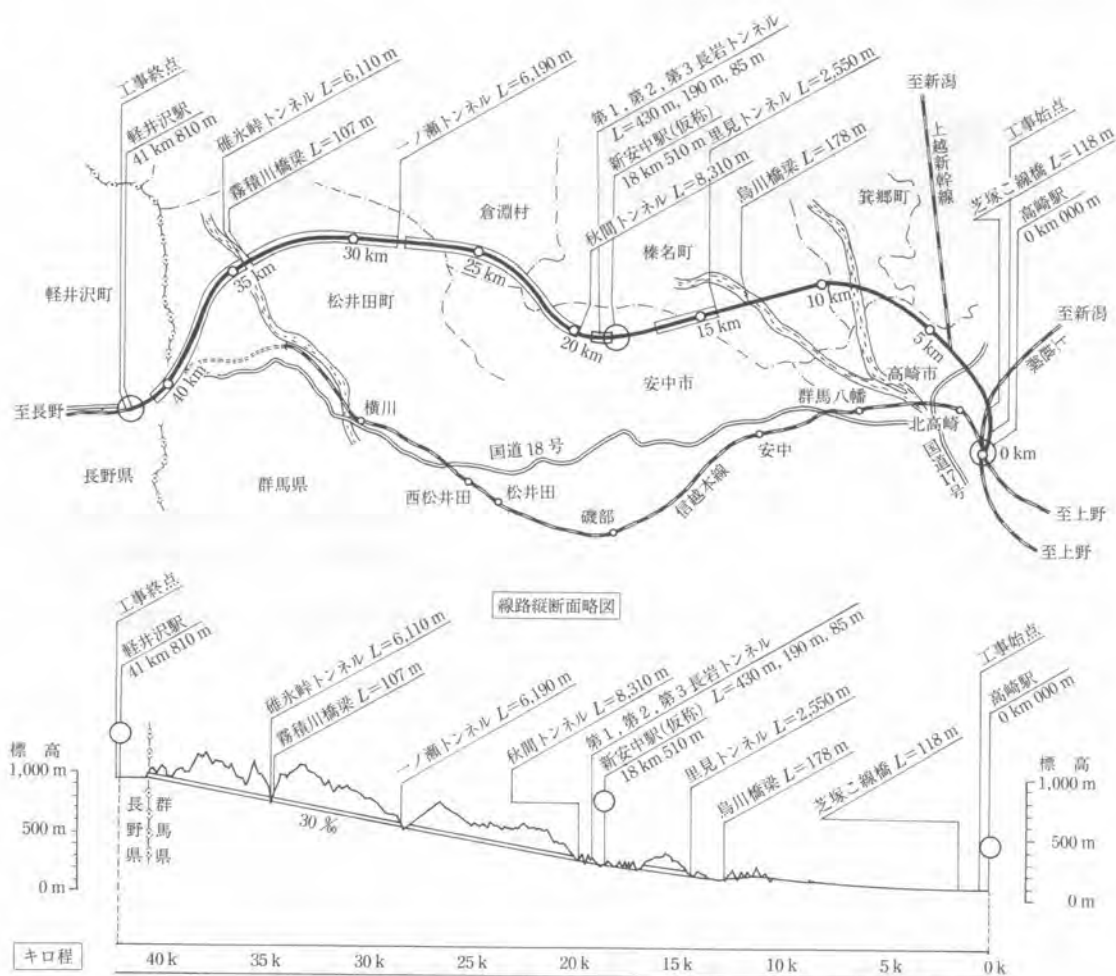 工事終点
軽井沢駅
41 km 810 m
碓氷峠トンネル L=6,110 m
霧積川橋梁 L=107 m
一ノ瀬トンネル L=6,190 m
第1, 第2, 第3長岩トンネル
L=430 m, 190 m, 85 m
新安中駅(仮称)
18 km 510 m
秋間トンネル L=8,310 m
里見トンネル L=2,550 m
烏川橋梁 L=178 m
至新潟
上越新幹線
工事始点
芝塚こ線橋 L=118 m
高崎駅
0 km 000 m
倉渕村
榛名町
箕郷町
軽井沢町
松井田町
安中市
高崎市
40 km
35 km
30 km
25 km
20 km
15 km
10 km
5 km
0 km
至新潟
上越線
至長野
横川
国道18号
群馬八幡
北高崎
国道17号
安中
長野県
群馬県
西松井田
松井田
磯部
信越本線
至上野
至上野
線路縦断面略図
工事終点
軽井沢駅
41 km 810 m
碓氷峠トンネル L=6,110 m
霧積川橋梁 L=107 m
一ノ瀬トンネル L=6,190 m
秋間トンネル L=8,310 m
第1, 第2, 第3長岩トンネル
L=430 m, 190 m, 85 m
新安中駅(仮称)
18 km 510 m
里見トンネル L=2,550 m
烏川橋梁 L=178 m
芝塚こ線橋 L=118 m
工事始点
高崎駅
0 km 000 m
標高
1,000 m
500 m
0 m
長野県
群馬県
30 ‰
標高
1,000 m
500 m
0 m
キロ程
40 k
35 k
30 k
25 k
20 k
15 k
10 k
5 k
0 k